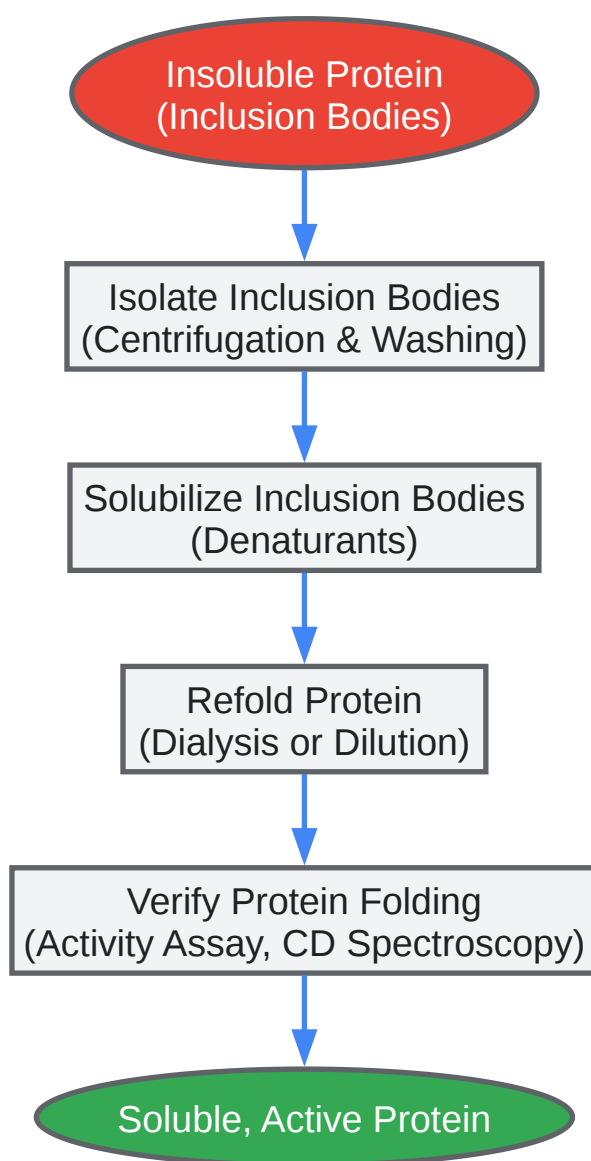 Insoluble Protein
(Inclusion Bodies)
Isolate Inclusion Bodies
(Centrifugation & Washing)
Solubilize Inclusion Bodies
(Denaturants)
Refold Protein
(Dialysis or Dilution)
Verify Protein Folding
(Activity Assay, CD Spectroscopy)
Soluble, Active Protein